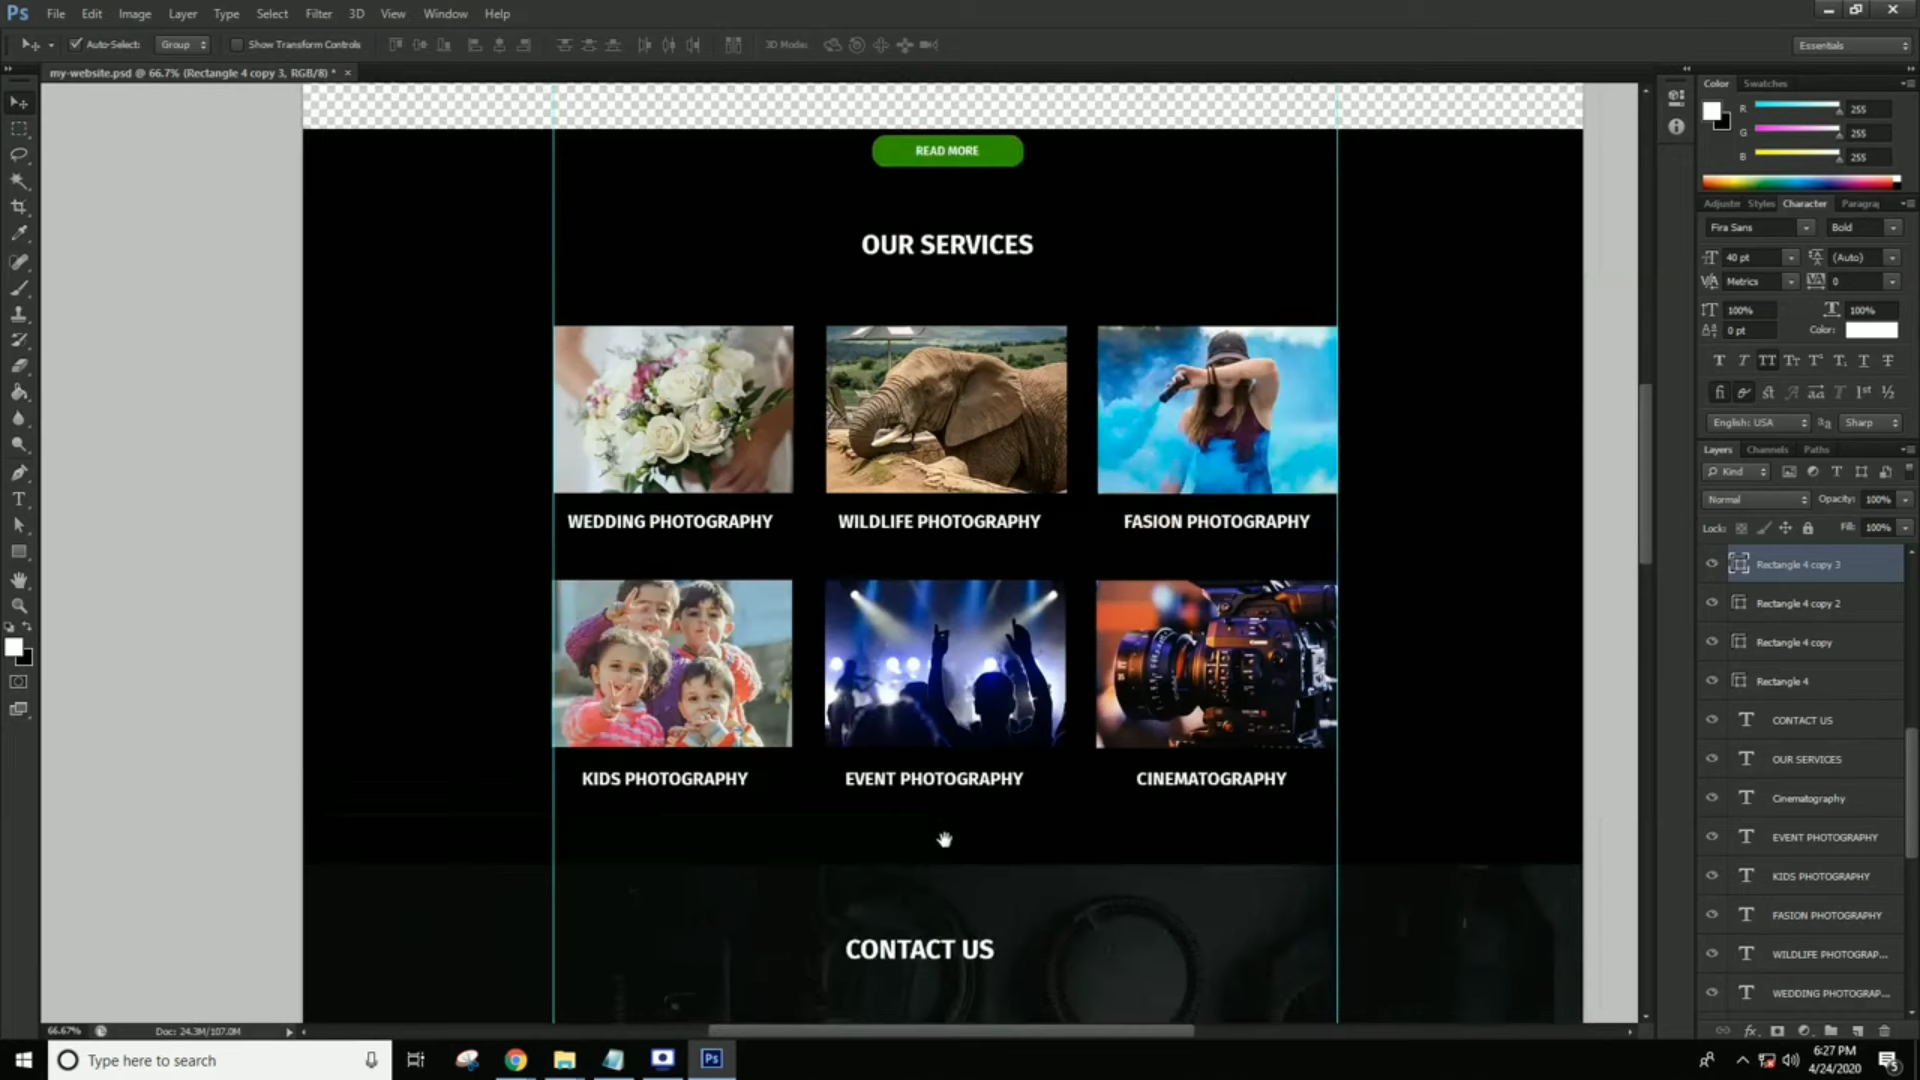 Ps File Edit Image Layer Type Select Filter 3D View Window Help
Auto-Select: Group Show Transform Controls 3D Mode: Essentials
my-website.psd @ 66.7% (Rectangle 4 copy 3, RGB/8) * ×
READ MORE
OUR SERVICES
WEDDING PHOTOGRAPHY WILDLIFE PHOTOGRAPHY FASION PHOTOGRAPHY
KIDS PHOTOGRAPHY EVENT PHOTOGRAPHY CINEMATOGRAPHY
CONTACT US
Color Swatches
R 255
G 255
B 255
Adjustm Styles Character Paragraj
Fira Sans Bold
40 pt (Auto)
Metrics 0
100% 100%
0 pt Color:
English: USA Sharp
Layers Channels Paths
Kind
Normal Opacity: 100%
Lock: Fill: 100%
Rectangle 4 copy 3
Rectangle 4 copy 2
Rectangle 4 copy
Rectangle 4
CONTACT US
OUR SERVICES
Cinematography
EVENT PHOTOGRAPHY
KIDS PHOTOGRAPHY
FASION PHOTOGRAPHY
WILDLIFE PHOTOGRAP...
WEDDING PHOTOGRAP...
66.67% Doc: 24.3M/107.0M
Type here to search
6:27 PM
4/24/2020
5